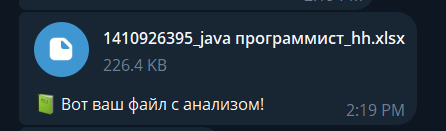 1410926395_java программист_hh.xlsx
226.4 KB
Вот ваш файл с анализом!
2:19 PM